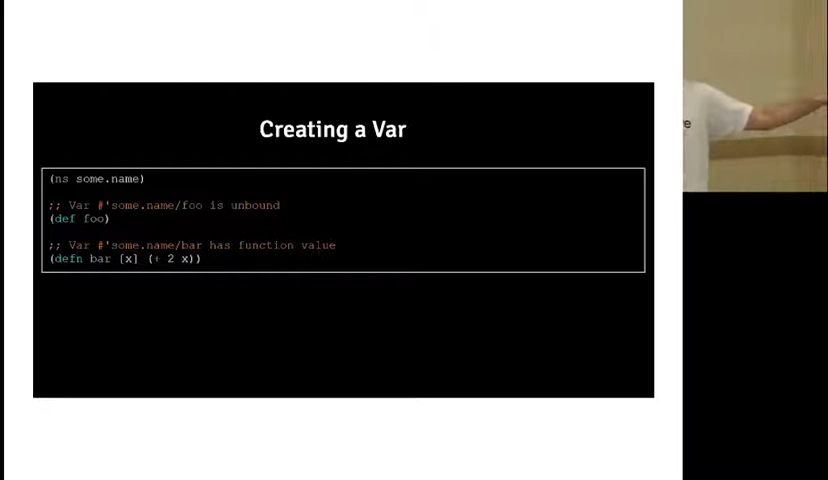 Creating a Var
(ns some.name)
;; Var #'some.name/foo is unbound
(def foo)
;; Var #'some.name/bar has function value
(defn bar [x] (+ 2 x))
re